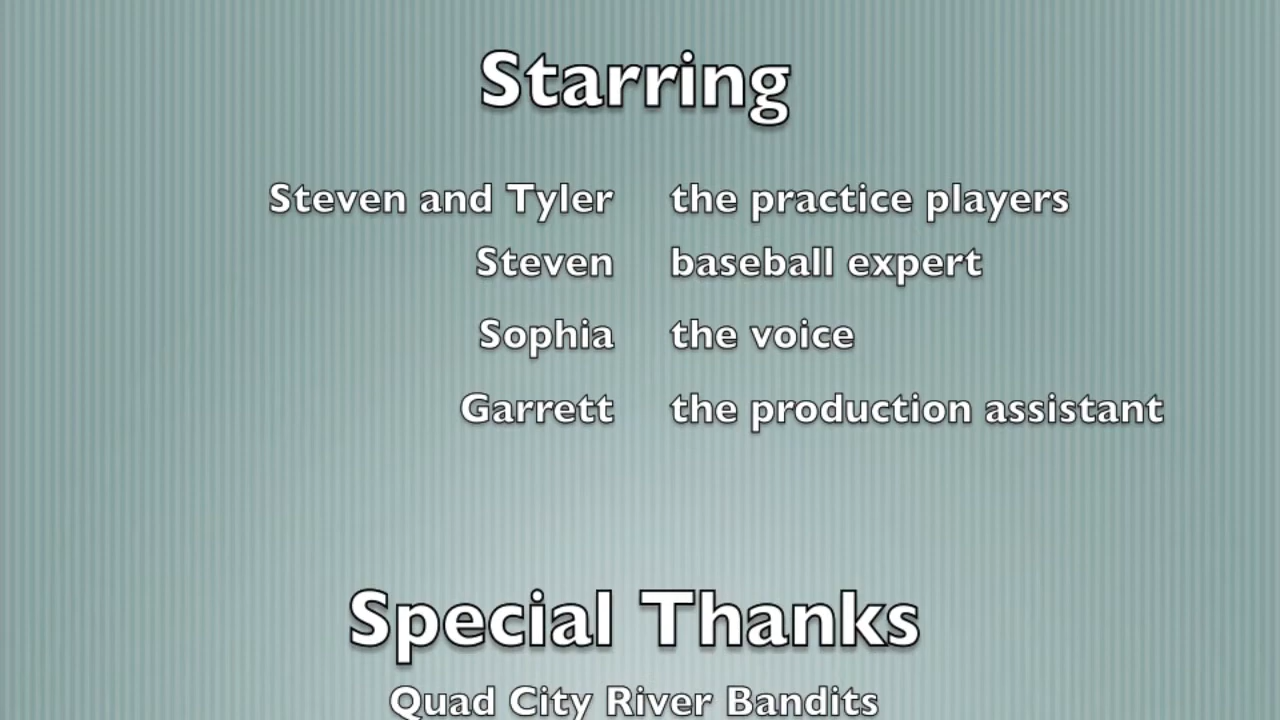 Starring
Steven and Tyler the practice players
Steven baseball expert
Sophia the voice
Garrett the production assistant
Special Thanks
Quad City River Bandits